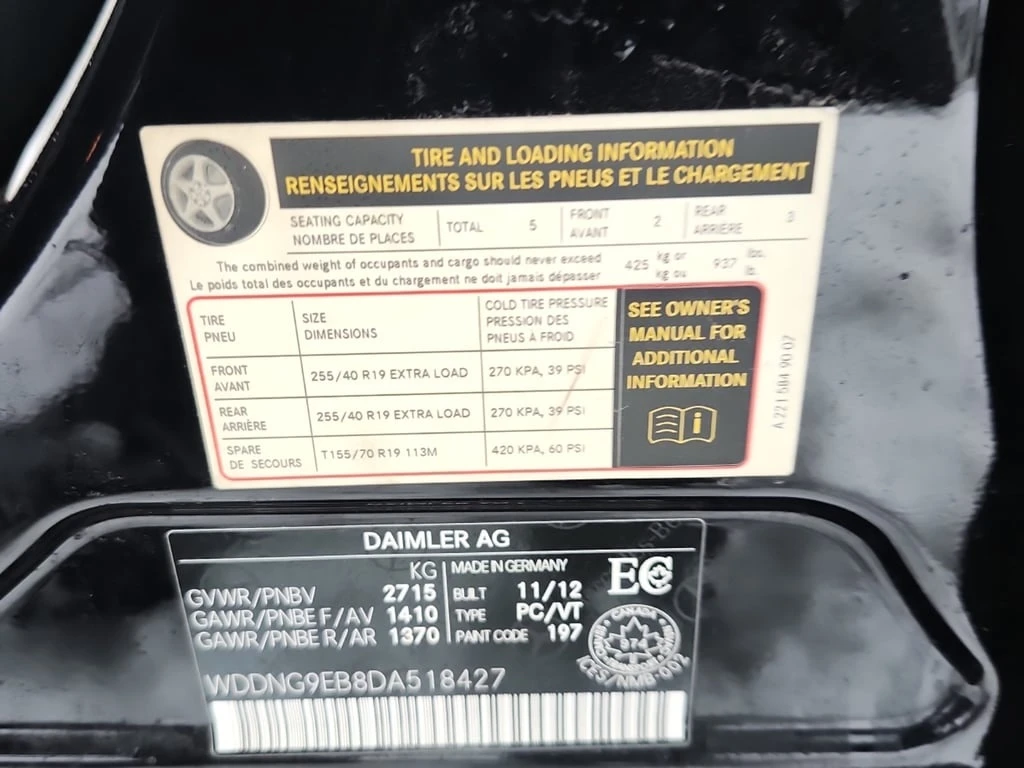 TIRE AND LOADING INFORMATION
RENSEIGNEMENTS SUR LES PNEUS ET LE CHARGEMENT
SEATING CAPACITY
NOMBRE DE PLACES
TOTAL 5
FRONT
AVANT
2
REAR
ARRIERE
3
The combined weight of occupants and cargo should never exceed
Le poids total des occupants et du chargement ne doit jamais dépasser
425
kg or
kg ou
937
lbs.
lb.
TIRE
PNEU
SIZE
DIMENSIONS
COLD TIRE PRESSURE
PRESSION DES
PNEUS À FROID
FRONT
AVANT
255/40 R19 EXTRA LOAD
270 KPA, 39 PSI
REAR
ARRIÈRE
255/40 R19 EXTRA LOAD
270 KPA, 39 PSI
SPARE
DE SECOURS
T155/70 R19 113M
420 KPA, 60 PSI
SEE OWNER'S
MANUAL FOR
ADDITIONAL
INFORMATION
i
A 221 584 90 07
DAIMLER AG
KG
GVWR/PNBV 2715
GAWR/PNBE F/AV 1410
GAWR/PNBE R/AR 1370
MADE IN GERMANY
BUILT 11/12
TYPE PC/VT
PAINT CODE 197
EC
CANADA
WDDNG9EB8DA518427